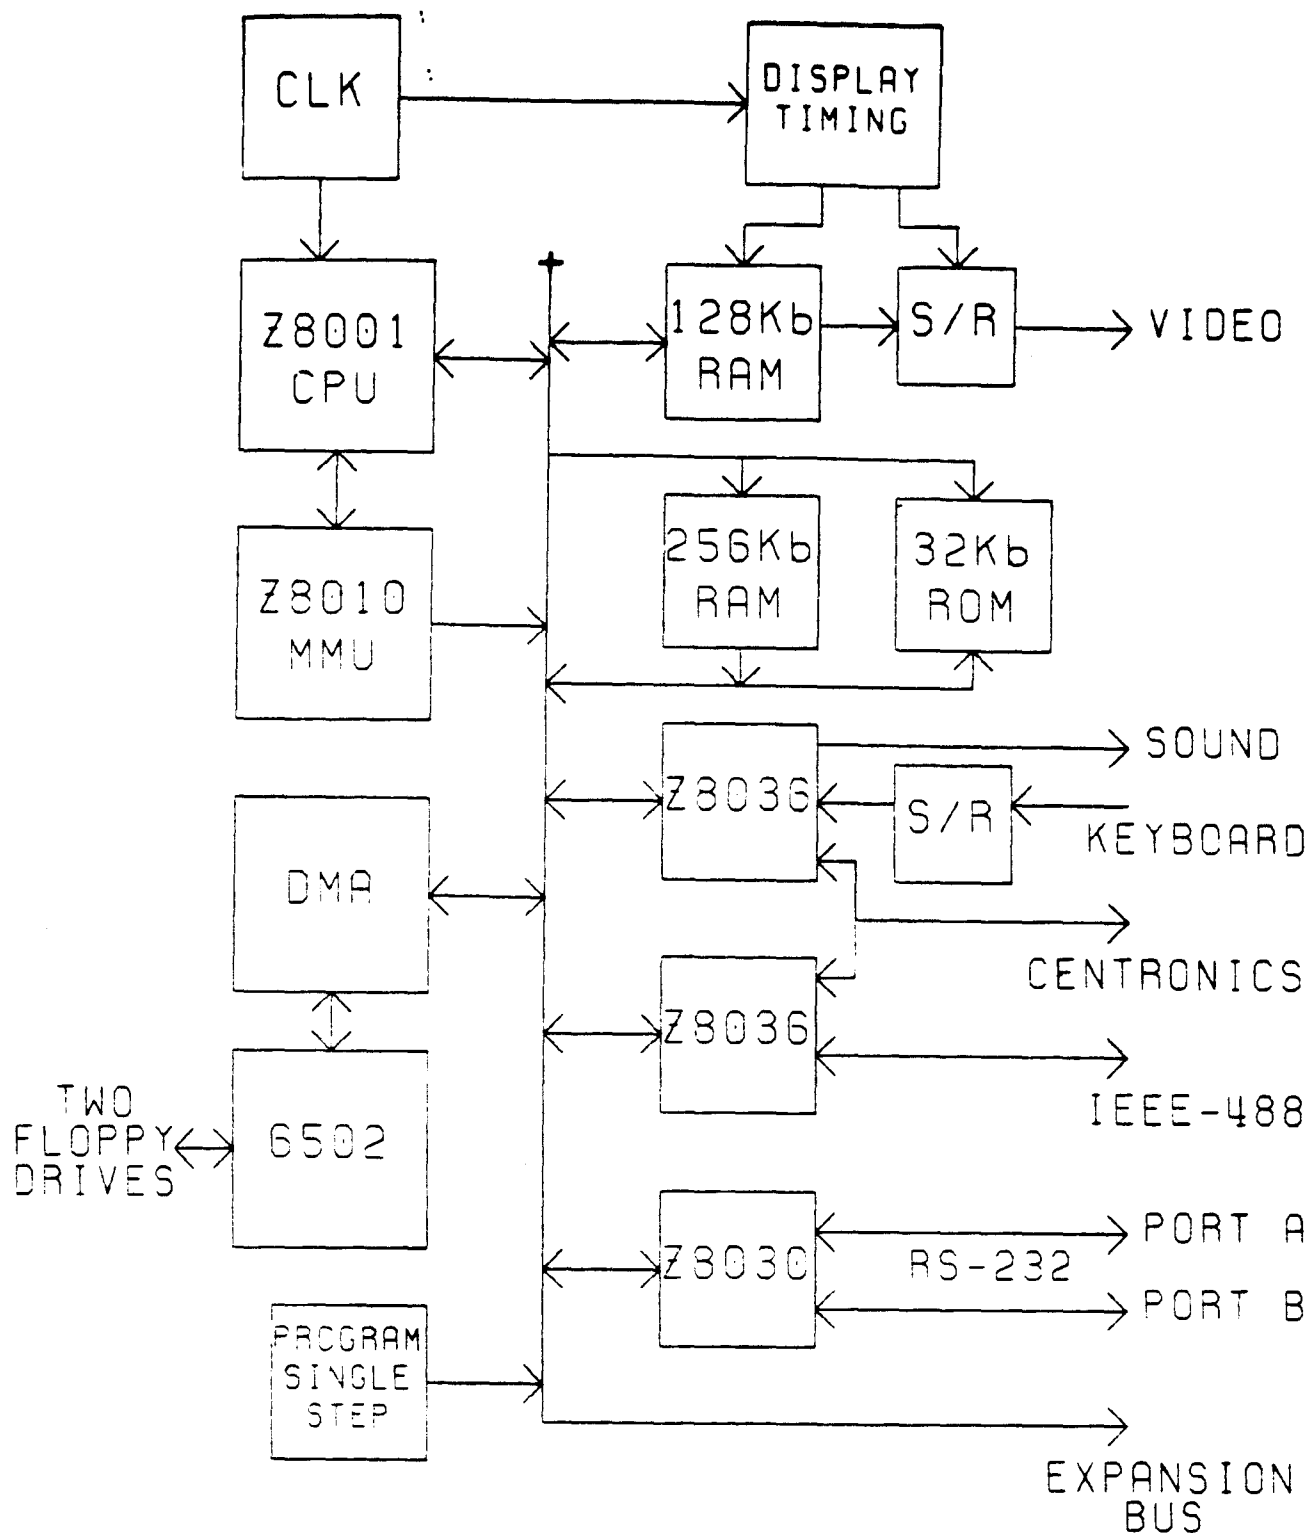 CLK
DISPLAY
TIMING
Z8001
CPU
128Kb
RAM
S/R
VIDEO
256Kb
RAM
32Kb
ROM
Z8010
MMU
Z8036
SOUND
S/R
KEYBOARD
DMA
CENTRONICS
Z8036
IEEE-488
TWO
FLOPPY
DRIVES
6502
Z8030
PORT A
RS-232
PORT B
PROGRAM
SINGLE
STEP
EXPANSION
BUS